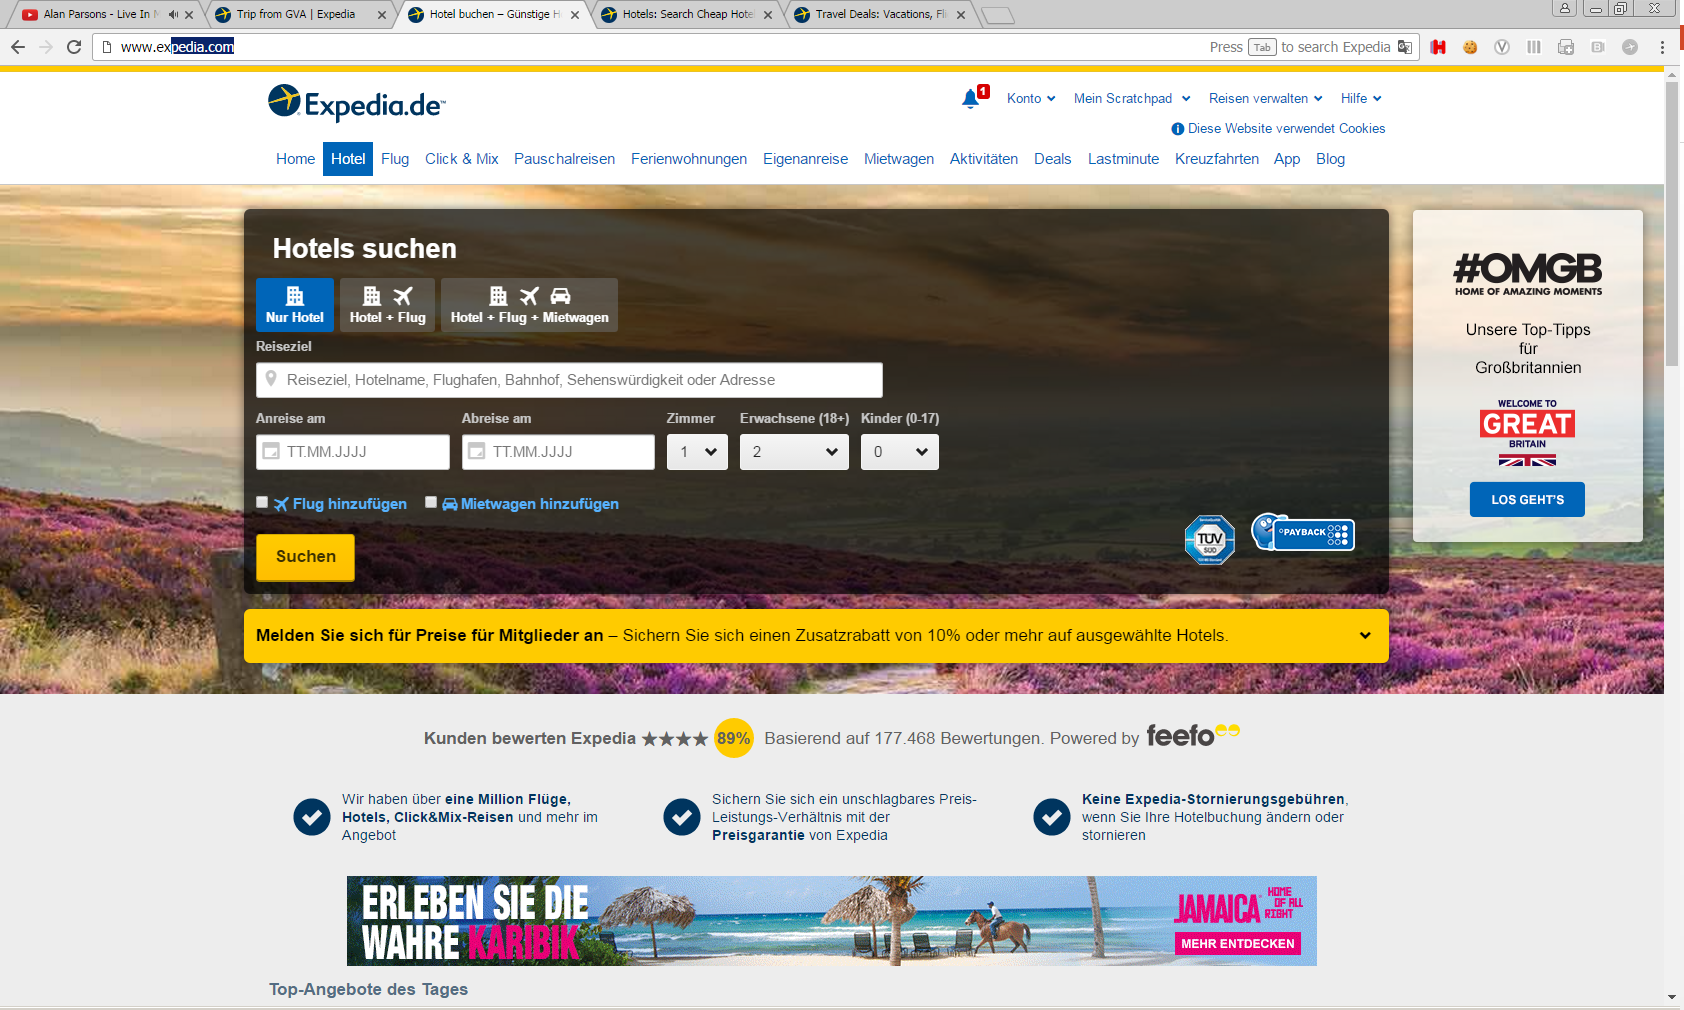 Alan Parsons - Live In M
Trip from GVA | Expedia
Hotel buchen – Günstige H
Hotels: Search Cheap Hote
Travel Deals: Vacations, Fl
www.expedia.com
Press Tab to search Expedia
Expedia.de™
1
Konto
Mein Scratchpad
Reisen verwalten
Hilfe
Diese Website verwendet Cookies
Home Hotel Flug Click & Mix Pauschalreisen Ferienwohnungen Eigenanreise Mietwagen Aktivitäten Deals Lastminute Kreuzfahrten App Blog
Hotels suchen
Nur Hotel
Hotel + Flug
Hotel + Flug + Mietwagen
Reiseziel
Reiseziel, Hotelname, Flughafen, Bahnhof, Sehenswürdigkeit oder Adresse
Anreise am Abreise am Zimmer Erwachsene (18+) Kinder (0-17)
TT.MM.JJJJ TT.MM.JJJJ 1 2 0
Flug hinzufügen Mietwagen hinzufügen
Suchen
TÜV
SÜD
PAYBACK
#OMGB
HOME OF AMAZING MOMENTS
Unsere Top-Tipps
für
Großbritannien
WELCOME TO
GREAT
BRITAIN
LOS GEHT'S
Melden Sie sich für Preise für Mitglieder an – Sichern Sie sich einen Zusatzrabatt von 10% oder mehr auf ausgewählte Hotels.
Kunden bewerten Expedia ★★★★ 89% Basierend auf 177.468 Bewertungen. Powered by feefo
Wir haben über eine Million Flüge,
Hotels, Click&Mix-Reisen und mehr im
Angebot
Sichern Sie sich ein unschlagbares Preis-
Leistungs-Verhältnis mit der
Preisgarantie von Expedia
Keine Expedia-Stornierungsgebühren,
wenn Sie Ihre Hotelbuchung ändern oder
stornieren
ERLEBEN SIE DIE
WAHRE KARIBIK
JAMAICA
HOME
OF ALL
RIGHT
MEHR ENTDECKEN
Top-Angebote des Tages